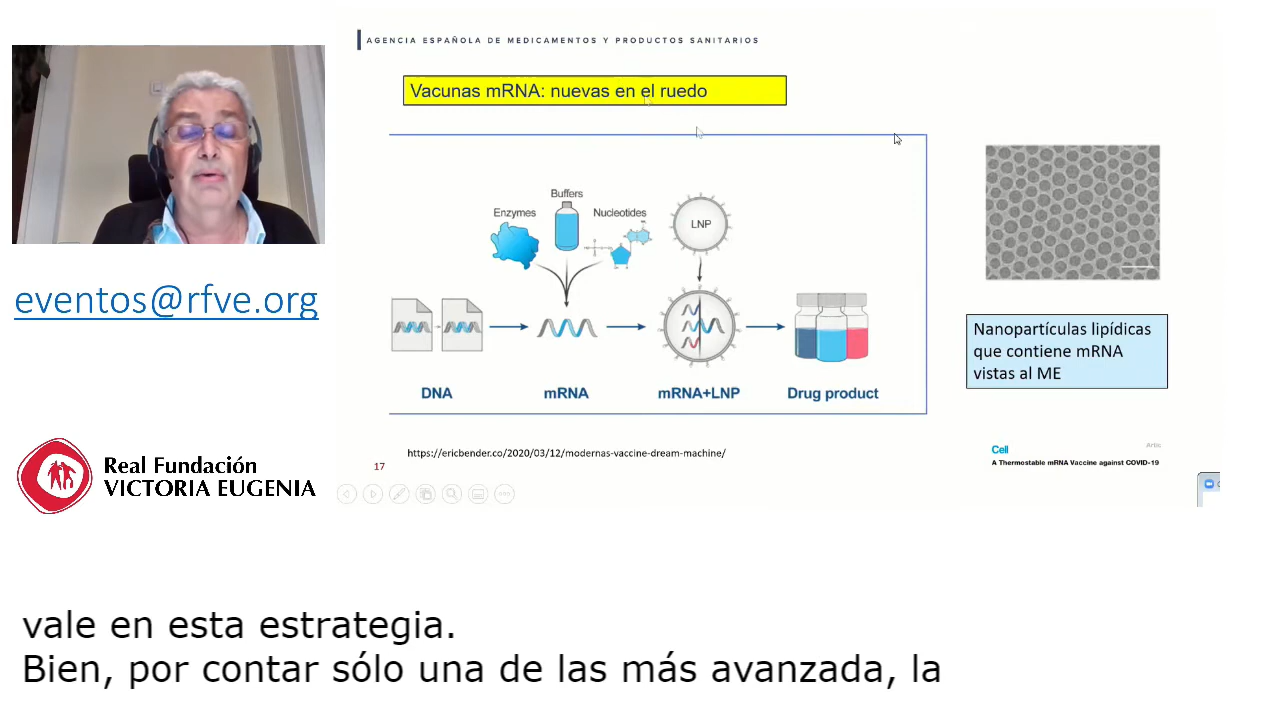 AGENCIA ESPAÑOLA DE MEDICAMENTOS Y PRODUCTOS SANITARIOS
Vacunas mRNA: nuevas en el ruedo
Buffers
Enzymes
Nucleotides
LNP
DNA
mRNA
mRNA+LNP
Drug product
Nanopartículas lipídicas
que contiene mRNA
vistas al ME
https://ericbender.co/2020/03/12/modernas-vaccine-dream-machine/
17
Cell
A Thermostable mRNA Vaccine against COVID-19
eventos@rfve.org
Real Fundación
VICTORIA EUGENIA
vale en esta estrategia.
Bien, por contar sólo una de las más avanzada, la